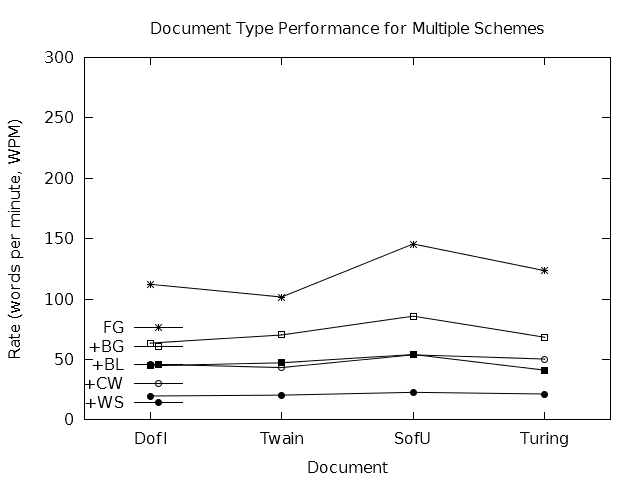 Document Type Performance for Multiple Schemes
300
250
200
150
100
50
0
Rate (words per minute, WPM)
FG
+BG
+BL
+CW
+WS
DofI
Twain
SofU
Turing
Document